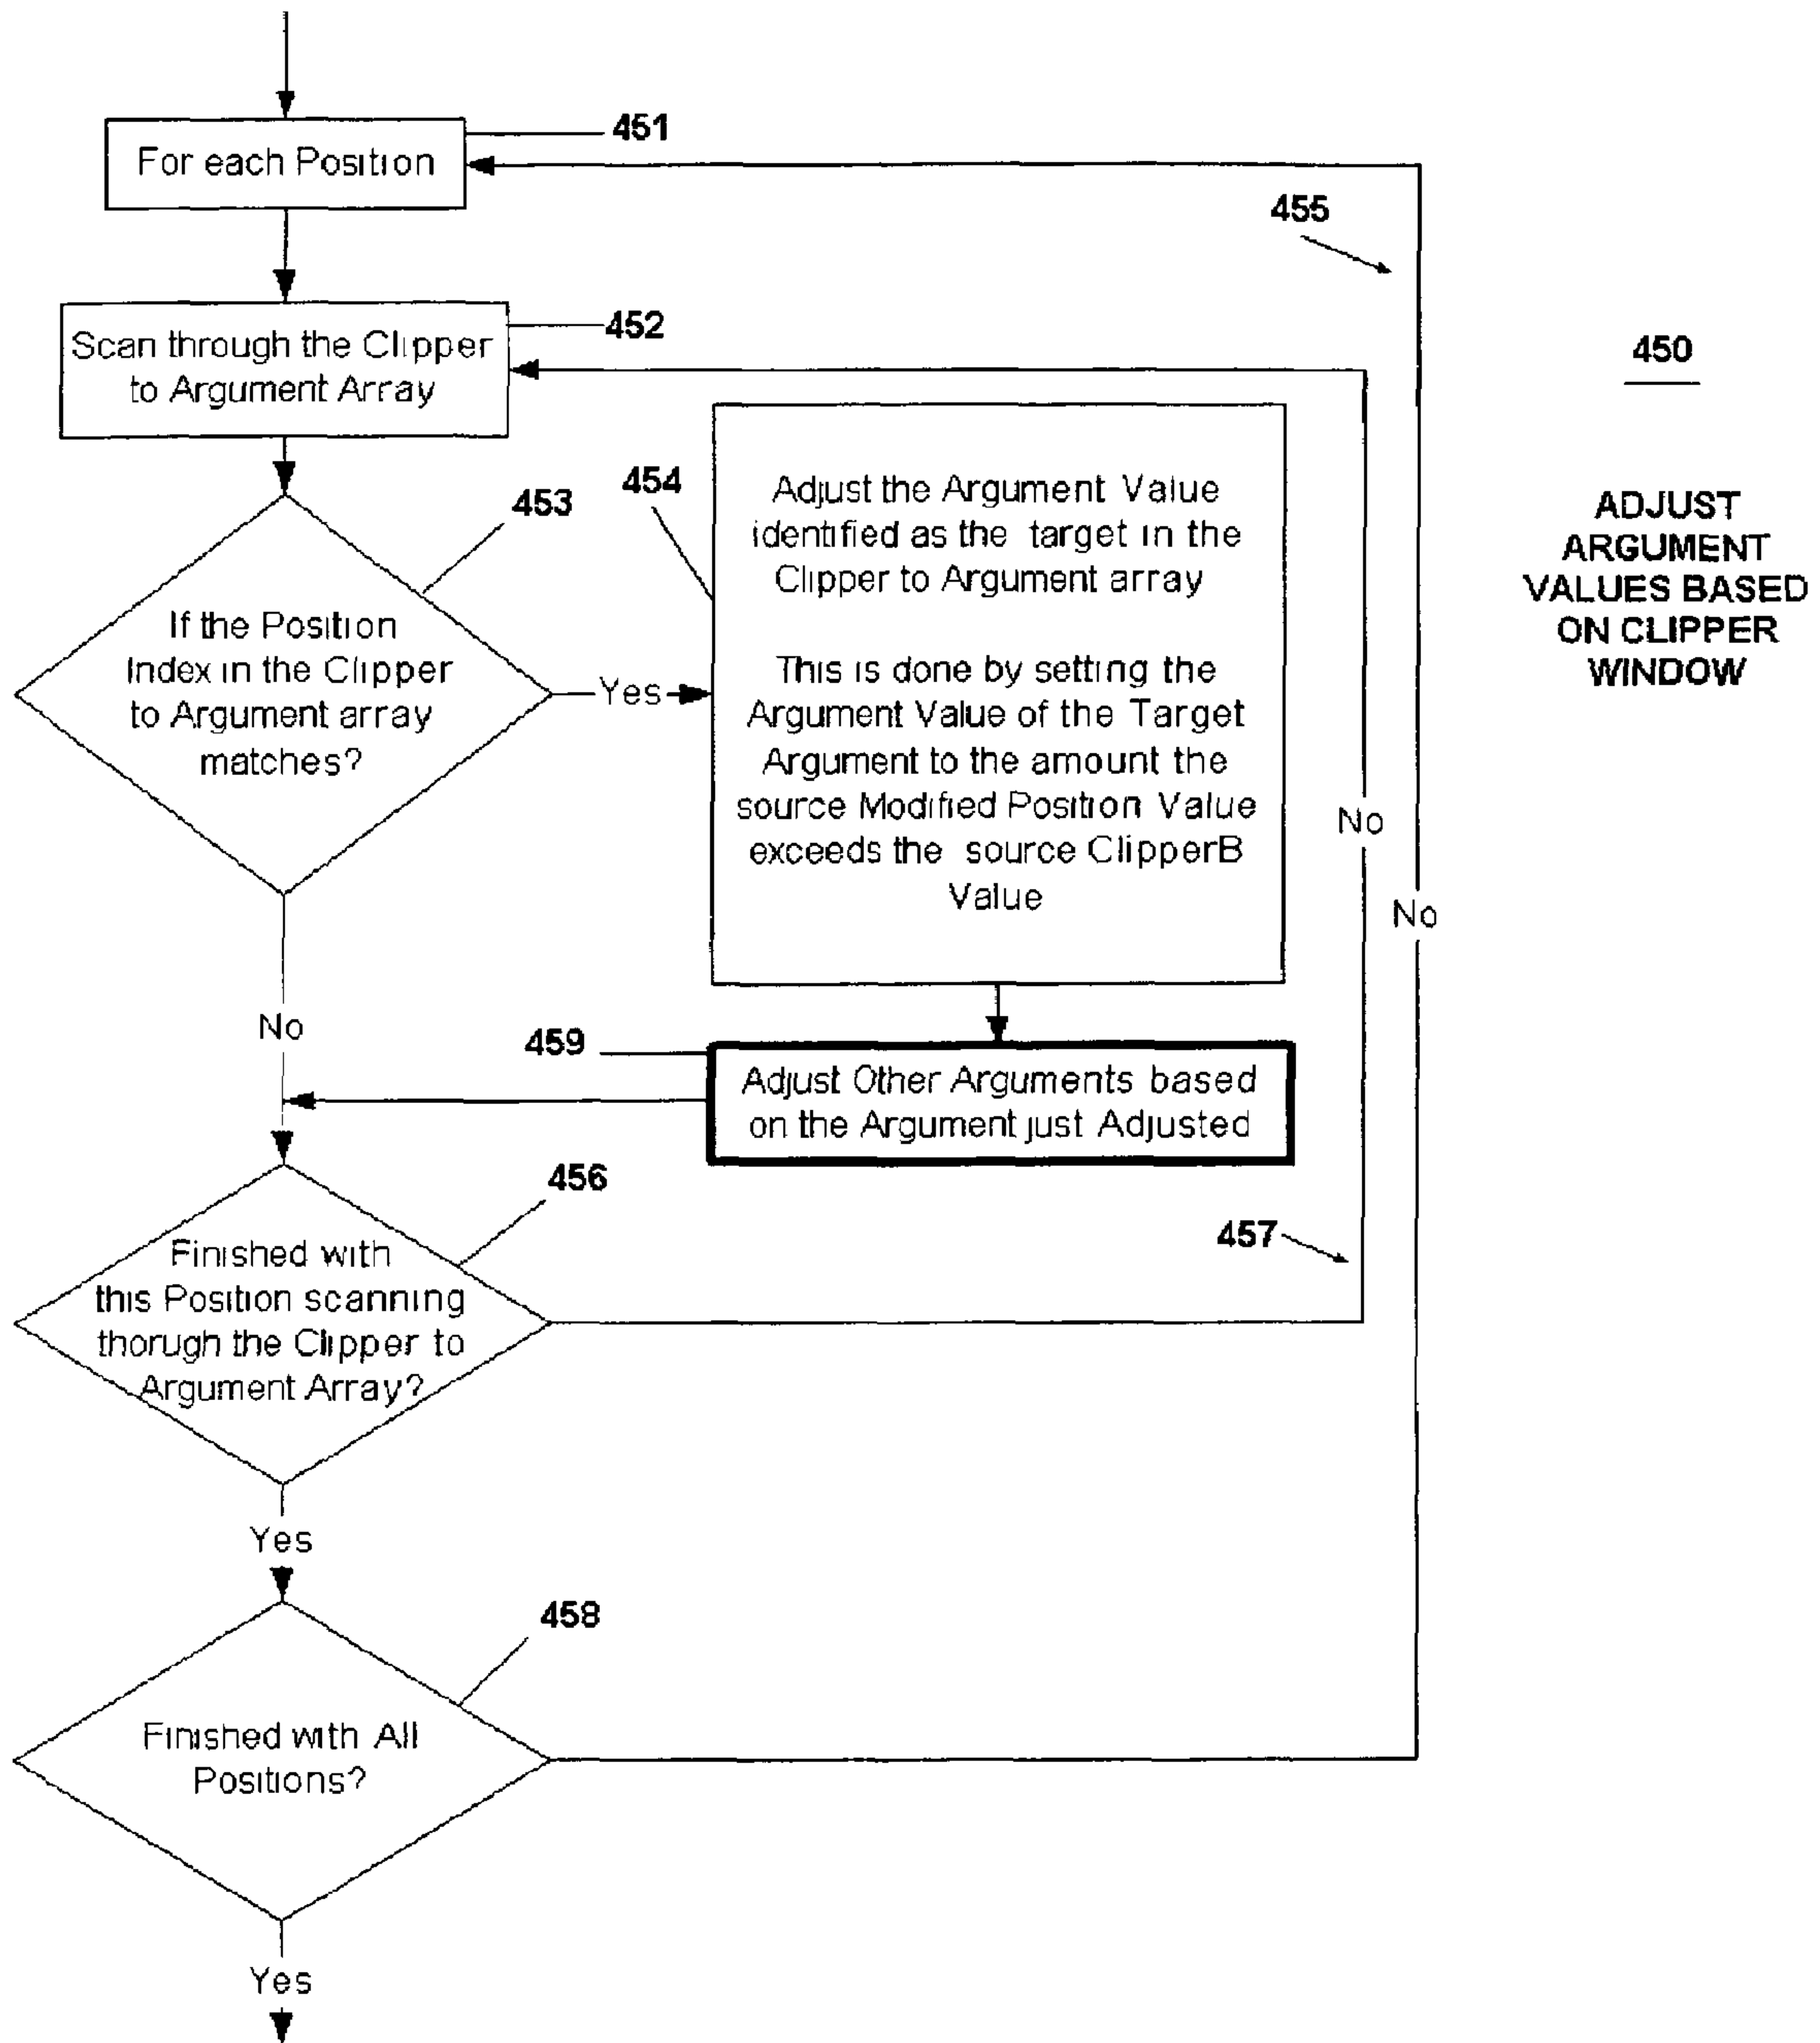 451
For each Position
455
452
Scan through the Clipper
to Argument Array
450
ADJUST
ARGUMENT
VALUES BASED
ON CLIPPER
WINDOW
453
If the Position
Index in the Clipper
to Argument array
matches?
Yes
454
Adjust the Argument Value
identified as the target in the
Clipper to Argument array
This is done by setting the
Argument Value of the Target
Argument to the amount the
source Modified Position Value
exceeds the source ClipperB
Value
No
No
No
459
Adjust Other Arguments based
on the Argument just Adjusted
456
Finished with
this Position scanning
thorugh the Clipper to
Argument Array?
457
Yes
458
Finished with All
Positions?
Yes